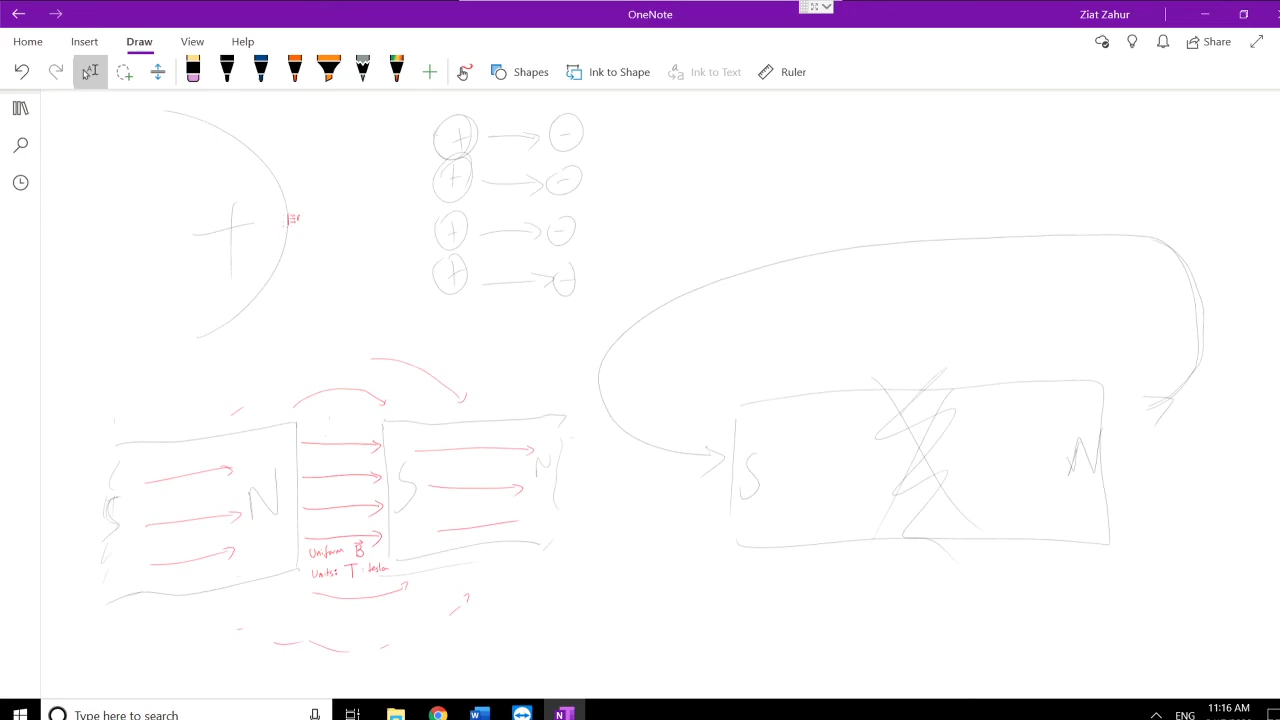 OneNote
Ziat Zahur
Home
Insert
Draw
View
Help
Share
Shapes
Ink to Shape
Ink to Text
Ruler
+
+ → -
+ → -
+ → -
+ → -
S
N
S
N
Uniform B
Units: T: tesla
S
N
Type here to search
ENG
11:16 AM